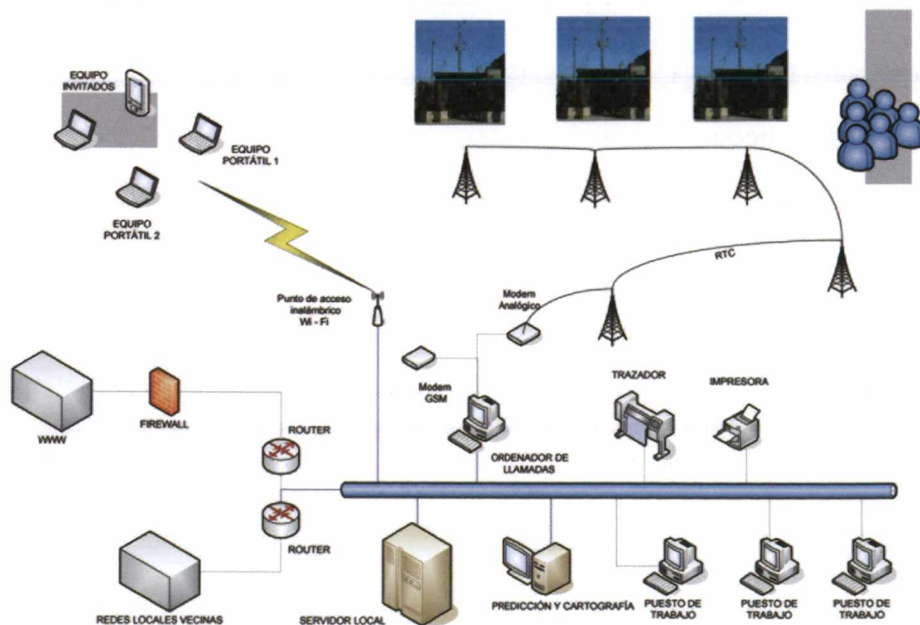 EQUIPO
INVITADOS
EQUIPO
PORTÁTIL 1
EQUIPO
PORTÁTIL 2
RTC
Punto de acceso
inalámbrico
Wi - Fi
Modem
Analógico
Modem
GSM
TRAZADOR
IMPRESORA
WWW
FIREWALL
ROUTER
ORDENADOR DE
LLAMADAS
ROUTER
REDES LOCALES VECINAS
SERVIDOR LOCAL
PREDICCIÓN Y CARTOGRAFÍA
PUESTO DE
TRABAJO
PUESTO DE
TRABAJO
PUESTO DE
TRABAJO